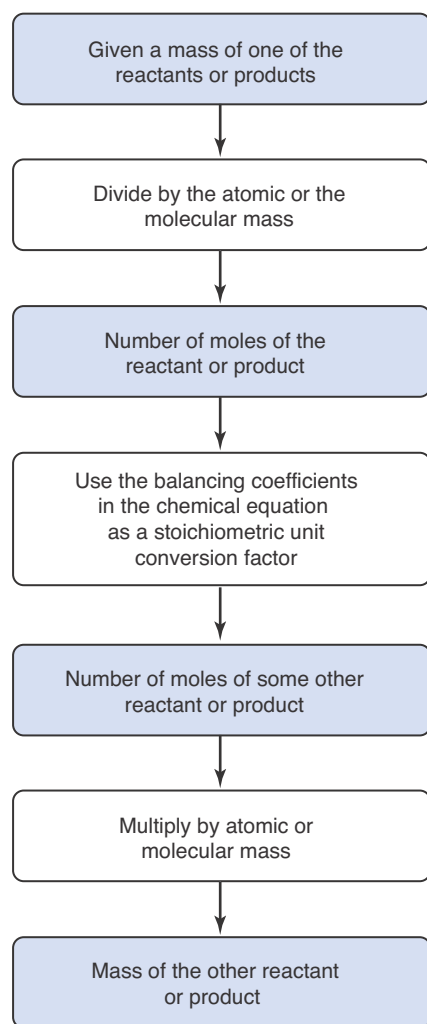 Given a mass of one of the
reactants or products
Divide by the atomic or the
molecular mass
Number of moles of the
reactant or product
Use the balancing coefficients
in the chemical equation
as a stoichiometric unit
conversion factor
Number of moles of some other
reactant or product
Multiply by atomic or
molecular mass
Mass of the other reactant
or product